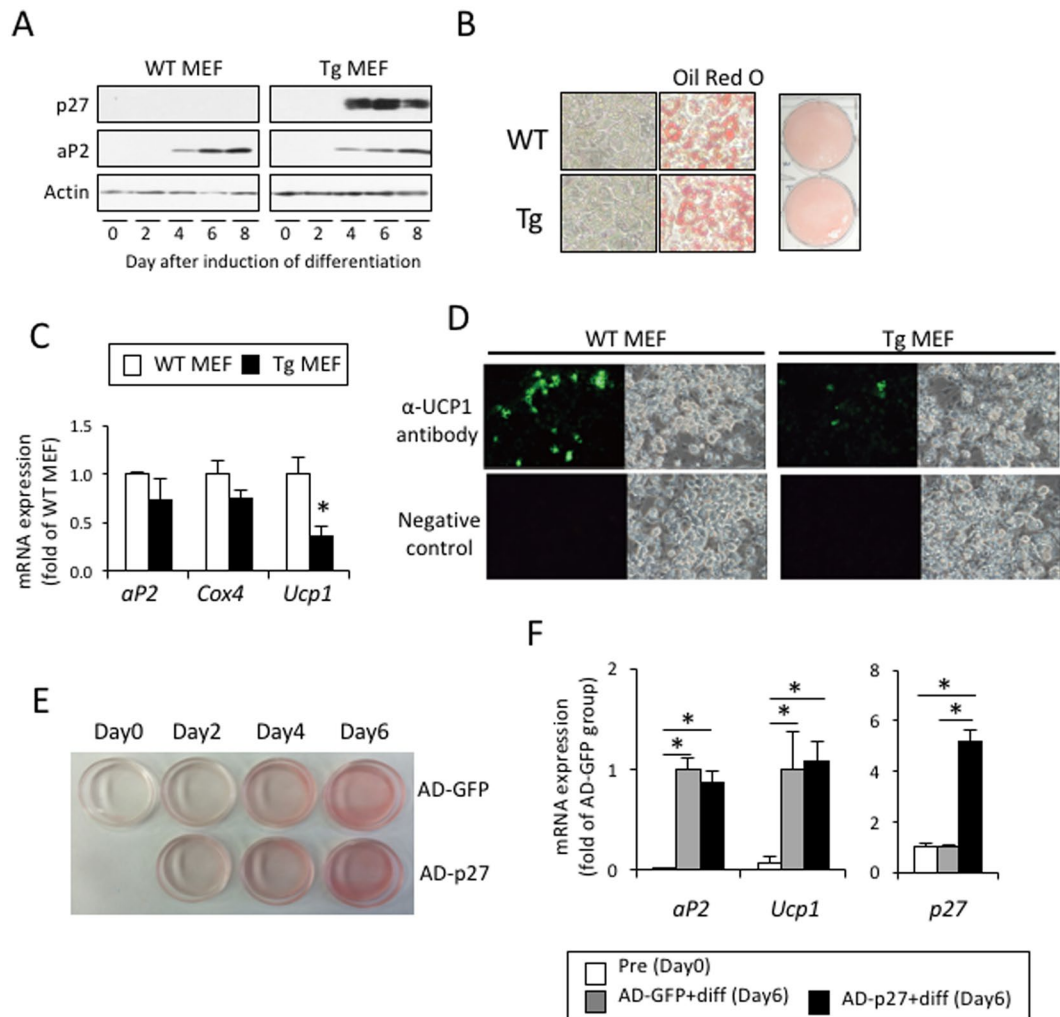 A
WT MEF
Tg MEF
p27
aP2
Actin
0 2 4 6 8 0 2 4 6 8
Day after induction of differentiation
B
Oil Red O
WT
Tg
C
WT MEF
Tg MEF
mRNA expression
(fold of WT MEF)
1.5
1.0
0.5
0.0
*
aP2 Cox4 Ucp1
D
WT MEF
Tg MEF
α-UCP1
antibody
Negative
control
E
Day0 Day2 Day4 Day6
AD-GFP
AD-p27
F
mRNA expression
(fold of AD-GFP group)
2
1
0
*
*
*
*
aP2 Ucp1
8
6
4
2
0
*
*
p27
Pre (Day0)
AD-GFP+diff (Day6)
AD-p27+diff (Day6)